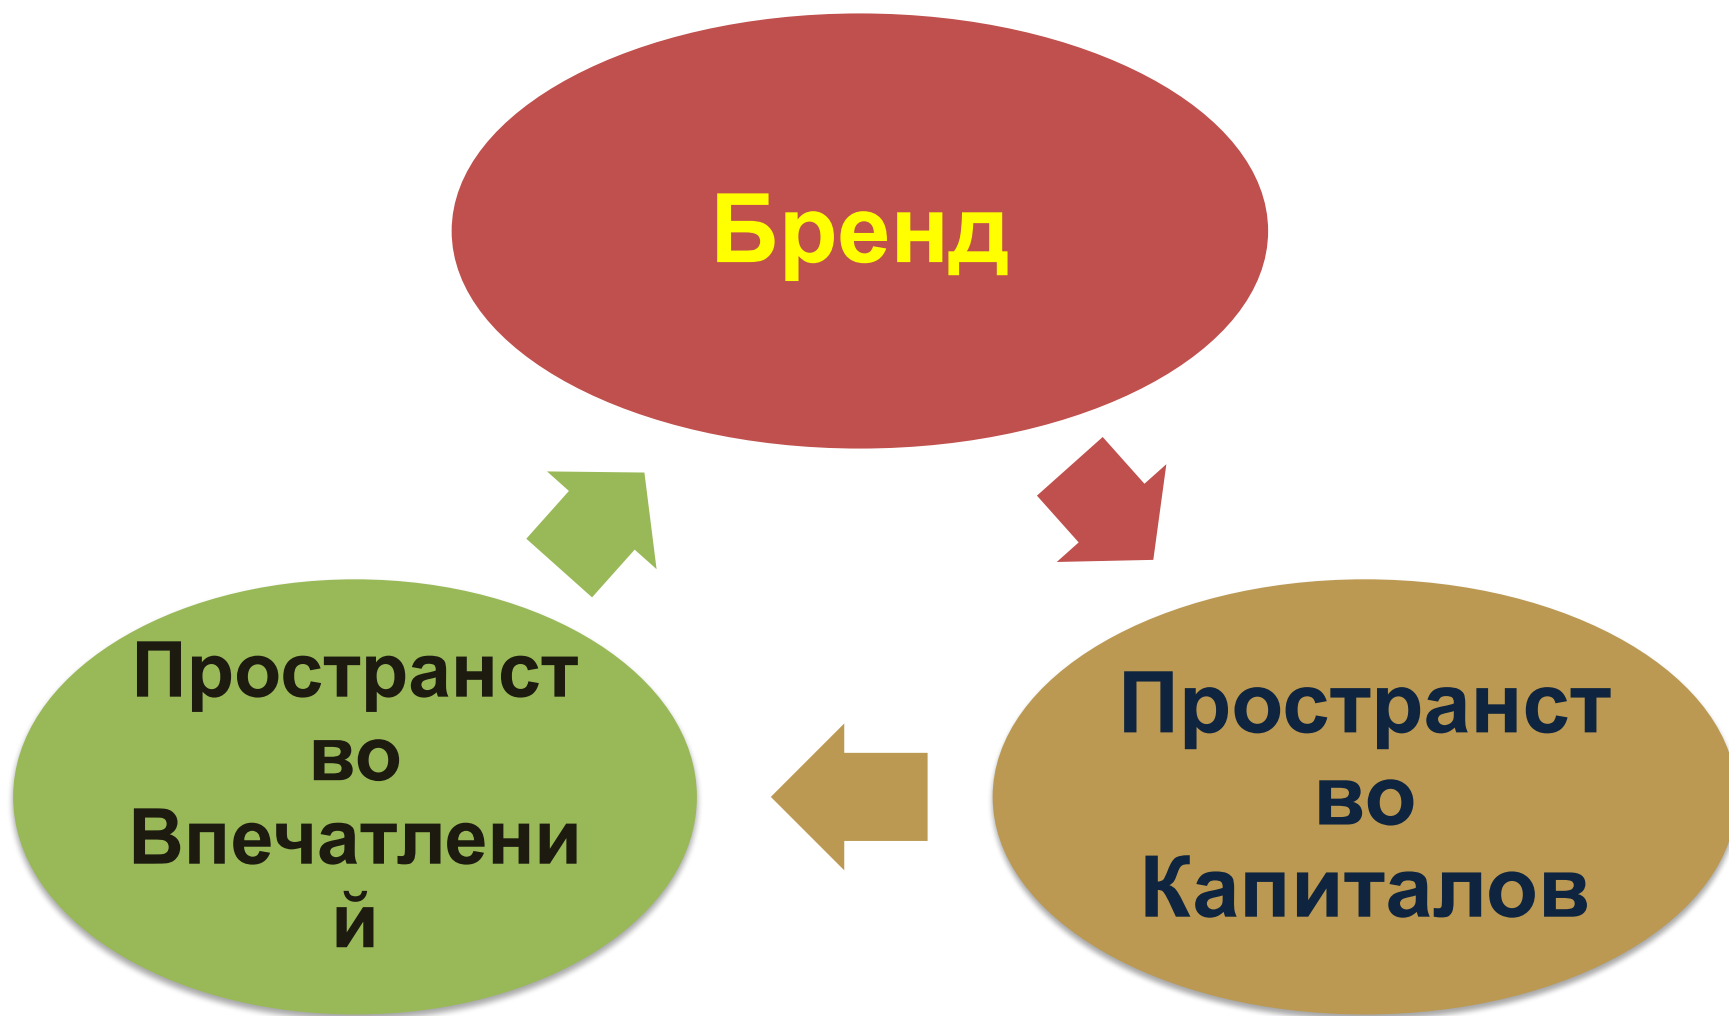 Бренд
Пространст
во
Впечатлени
й
Пространст
во
Капиталов